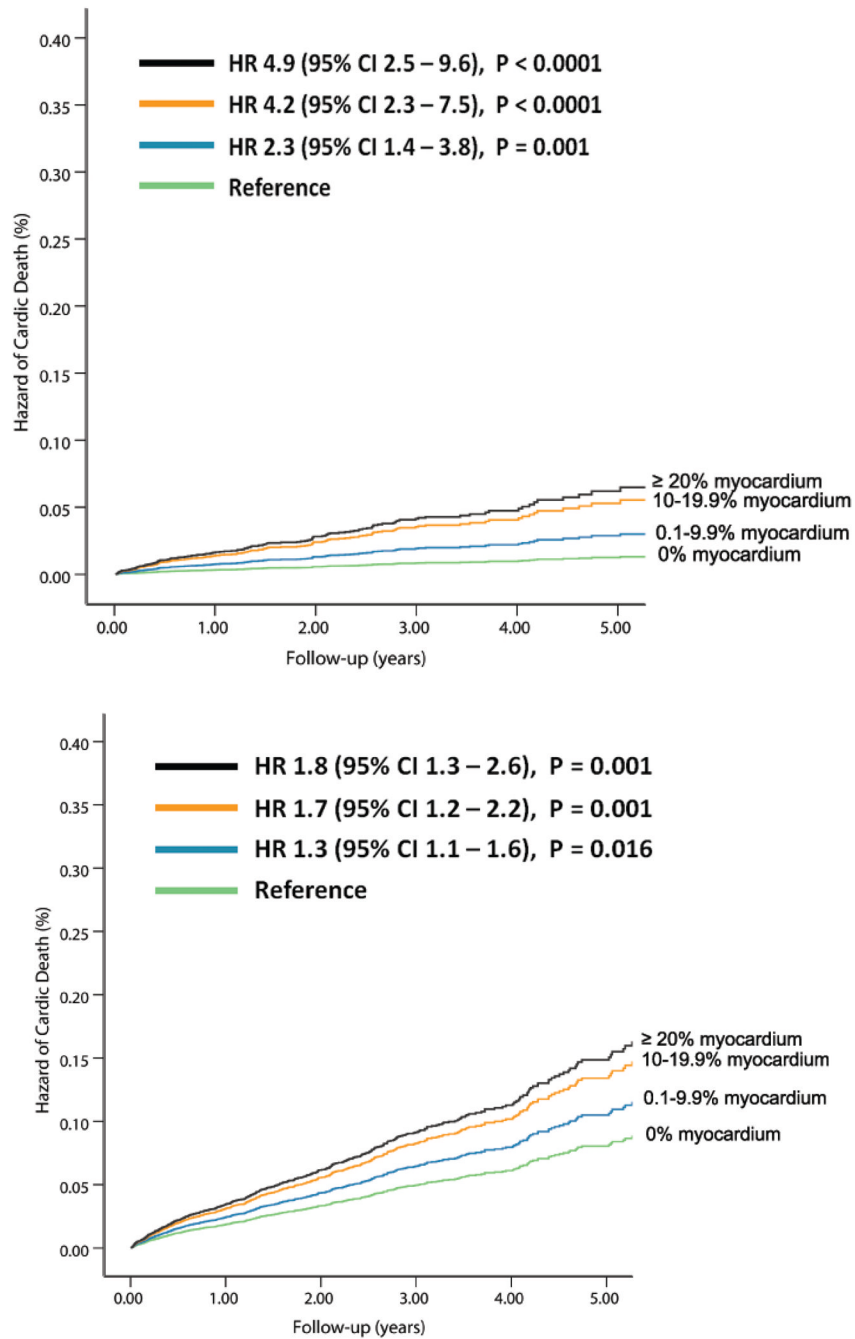 0.40
0.35
0.30
0.25
0.20
0.15
0.10
0.05
0.00
Hazard of Cardic Death (%)
HR 4.9 (95% CI 2.5 – 9.6), P < 0.0001
HR 4.2 (95% CI 2.3 – 7.5), P < 0.0001
HR 2.3 (95% CI 1.4 – 3.8), P = 0.001
Reference
≥ 20% myocardium
10-19.9% myocardium
0.1-9.9% myocardium
0% myocardium
0.00 1.00 2.00 3.00 4.00 5.00
Follow-up (years)
0.40
0.35
0.30
0.25
0.20
0.15
0.10
0.05
0.00
Hazard of Cardic Death (%)
HR 1.8 (95% CI 1.3 – 2.6), P = 0.001
HR 1.7 (95% CI 1.2 – 2.2), P = 0.001
HR 1.3 (95% CI 1.1 – 1.6), P = 0.016
Reference
≥ 20% myocardium
10-19.9% myocardium
0.1-9.9% myocardium
0% myocardium
0.00 1.00 2.00 3.00 4.00 5.00
Follow-up (years)